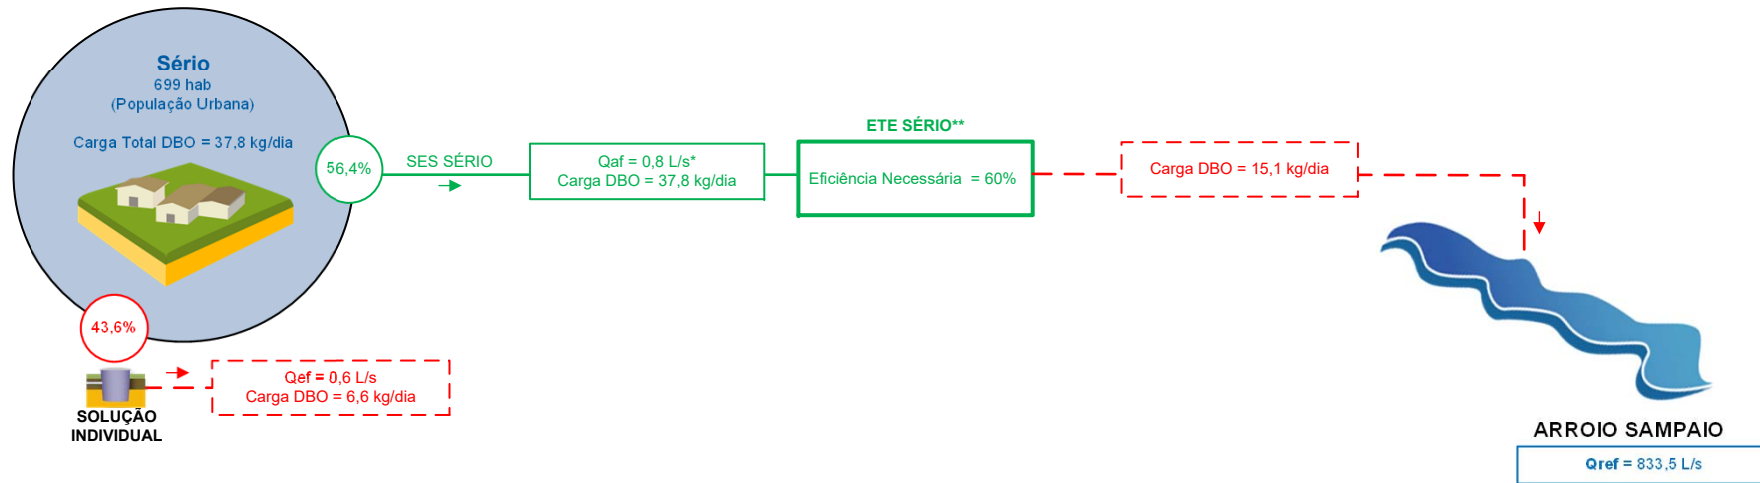 Sério
699 hab
(População Urbana)
Carga Total DBO = 37,8 kg/dia
56,4%
SES SÉRIO
Qaf = 0,8 L/s*
Carga DBO = 37,8 kg/dia
ETE SÉRIO**
Eficiência Necessária = 60%
Carga DBO = 15,1 kg/dia
43,6%
Qef = 0,6 L/s
Carga DBO = 6,6 kg/dia
SOLUÇÃO
INDIVIDUAL
ARROIO SAMPAIO
Qref = 833,5 L/s